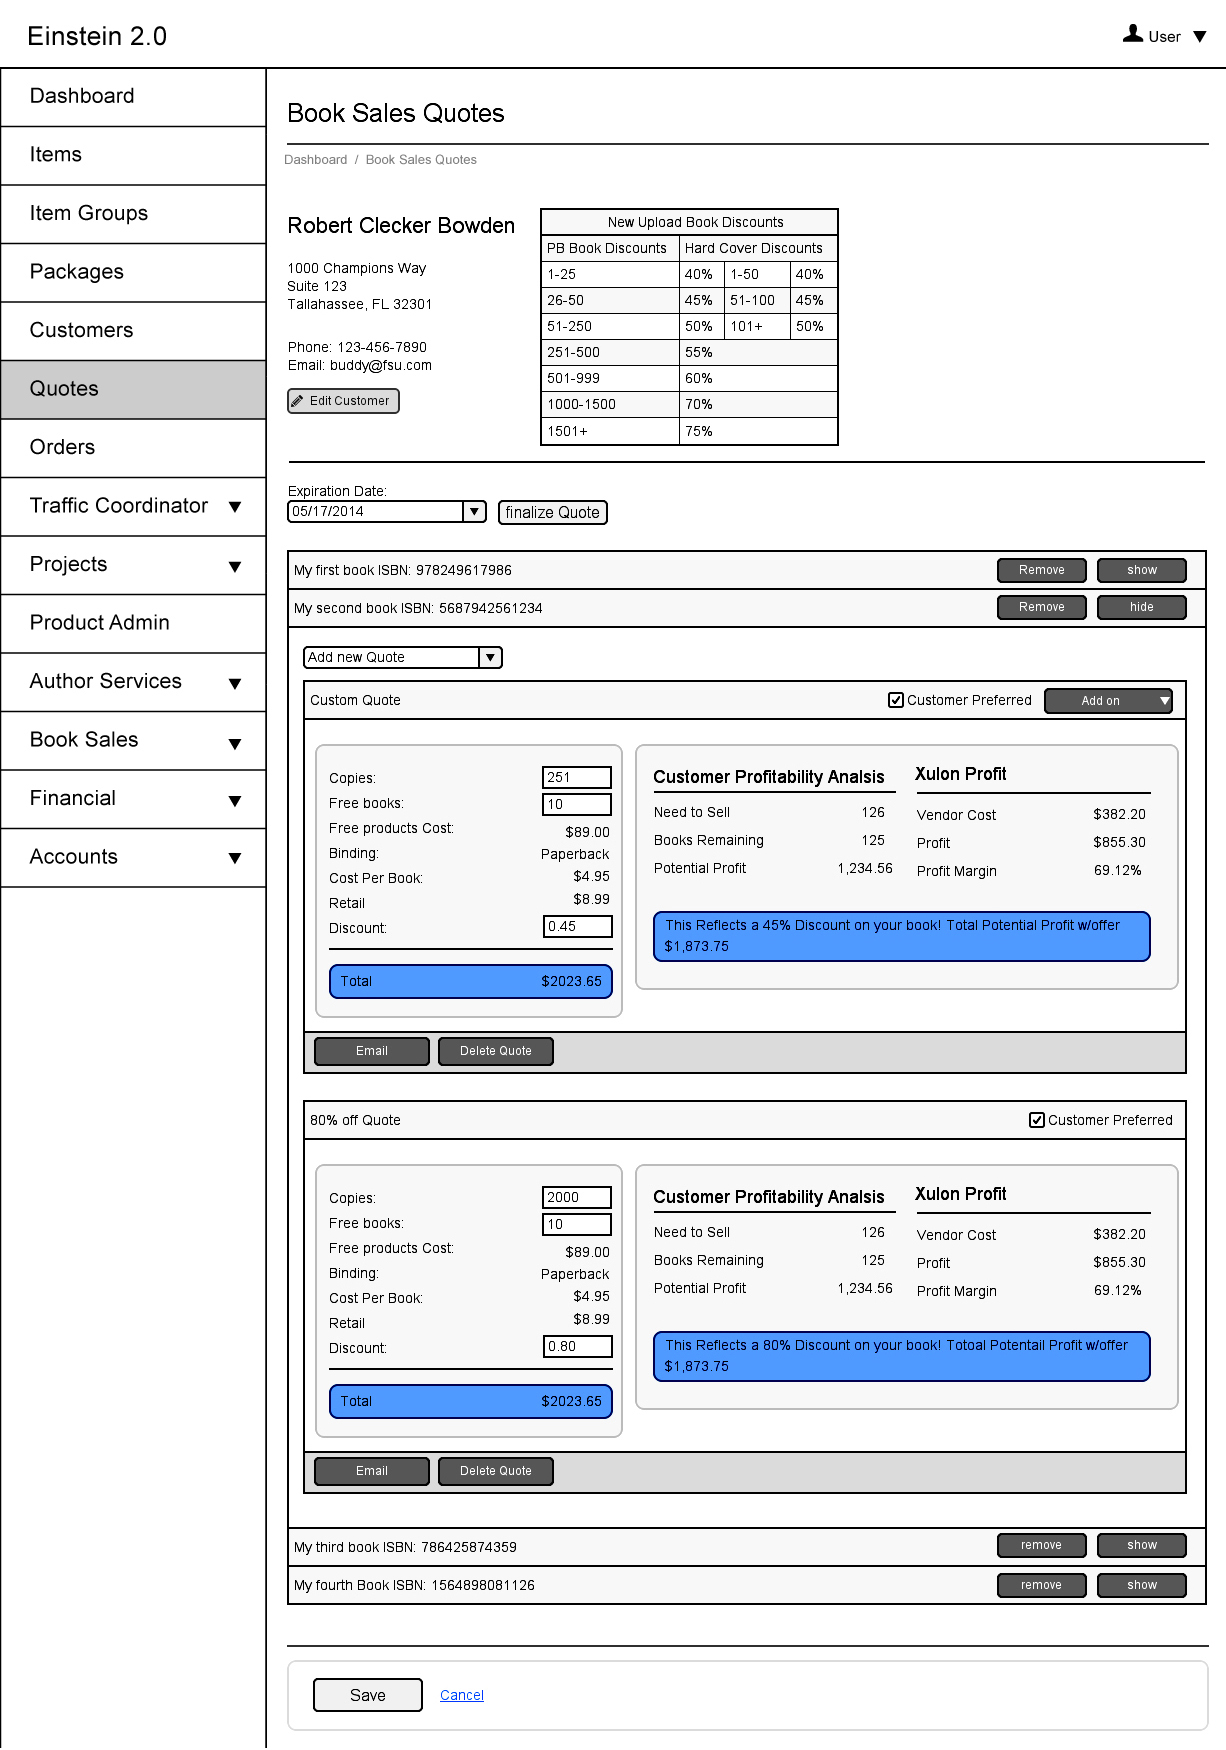 Einstein 2.0
User
Dashboard
Items
Item Groups
Packages
Customers
Quotes
Orders
Traffic Coordinator
Projects
Product Admin
Author Services
Book Sales
Financial
Accounts
Book Sales Quotes
Dashboard / Book Sales Quotes
Robert Clecker Bowden
1000 Champions Way
Suite 123
Tallahassee, FL 32301
Phone: 123-456-7890
Email: buddy@fsu.com
Edit Customer
New Upload Book Discounts
PB Book Discounts Hard Cover Discounts
1-25 40% 1-50 40%
26-50 45% 51-100 45%
51-250 50% 101+ 50%
251-500 55%
501-999 60%
1000-1500 70%
1501+ 75%
Expiration Date:
05/17/2014 finalize Quote
My first book ISBN: 978249617986 Remove show
My second book ISBN: 5687942561234 Remove hide
Add new Quote
Custom Quote Customer Preferred Add on
Copies: 251
Free books: 10
Free products Cost: $89.00
Binding: Paperback
Cost Per Book: $4.95
Retail $8.99
Discount: 0.45
Total $2023.65
Customer Profitability Analsis
Need to Sell 126
Books Remaining 125
Potential Profit 1,234.56
Xulon Profit
Vendor Cost $382.20
Profit $855.30
Profit Margin 69.12%
This Reflects a 45% Discount on your book! Total Potential Profit w/offer
$1,873.75
Email Delete Quote
80% off Quote Customer Preferred
Copies: 2000
Free books: 10
Free products Cost: $89.00
Binding: Paperback
Cost Per Book: $4.95
Retail $8.99
Discount: 0.80
Total $2023.65
Customer Profitability Analsis
Need to Sell 126
Books Remaining 125
Potential Profit 1,234.56
Xulon Profit
Vendor Cost $382.20
Profit $855.30
Profit Margin 69.12%
This Reflects a 80% Discount on your book! Totoal Potentail Profit w/offer
$1,873.75
Email Delete Quote
My third book ISBN: 786425874359 remove show
My fourth Book ISBN: 1564898081126 remove show
Save Cancel